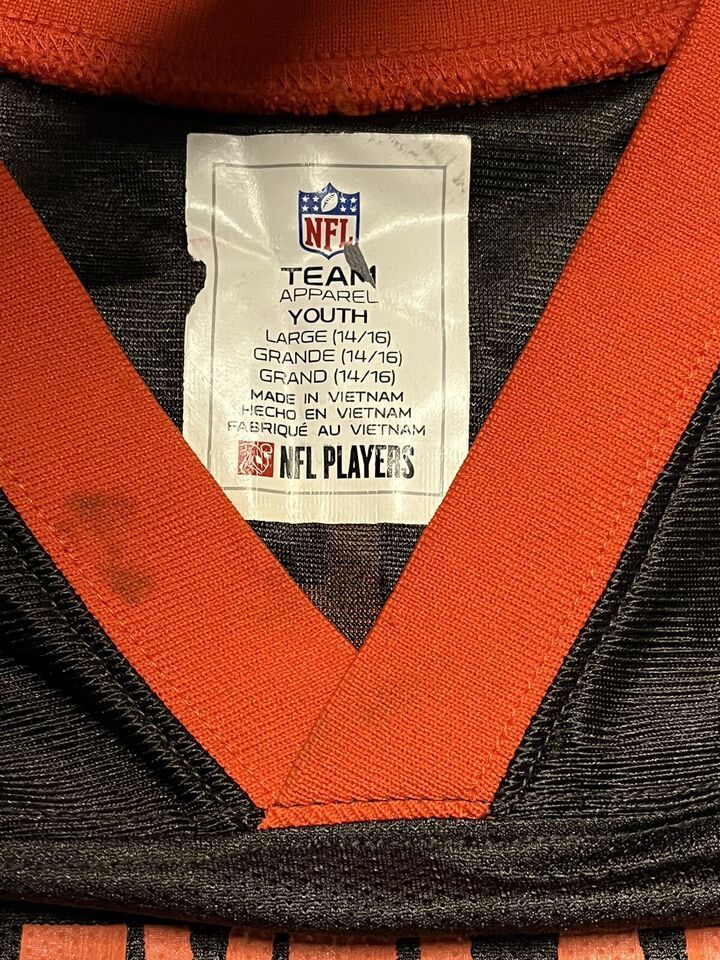 NFL
TEAM
APPAREL
YOUTH
LARGE (14/16)
GRANDE (14/16)
GRAND (14/16)
MADE IN VIETNAM
HECHO EN VIETNAM
FABRIQUÉ AU VIETNAM
NFL PLAYERS